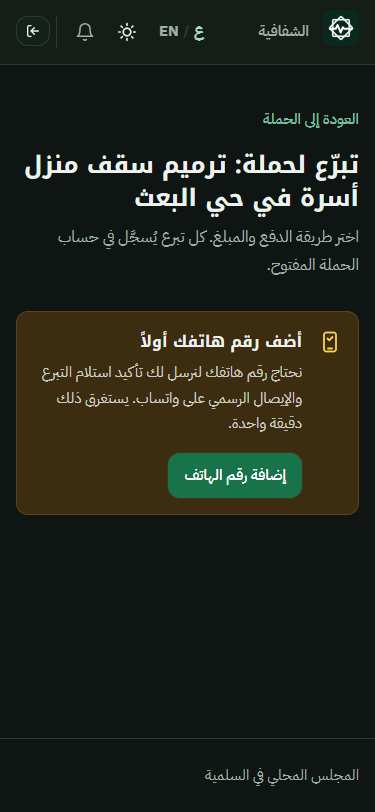 الشفافية
ع / EN
العودة إلى الحملة
تبرّع لحملة: ترميم سقف منزل
أسرة في حي البعث
اختر طريقة الدفع والمبلغ. كل تبرع يُسجَّل في حساب
الحملة المفتوح.
أضف رقم هاتفك أولاً
نحتاج رقم هاتفك لنرسل لك تأكيد استلام التبرع
والإيصال الرسمي على واتساب. يستغرق ذلك
دقيقة واحدة.
إضافة رقم الهاتف
المجلس المحلي في السلمية